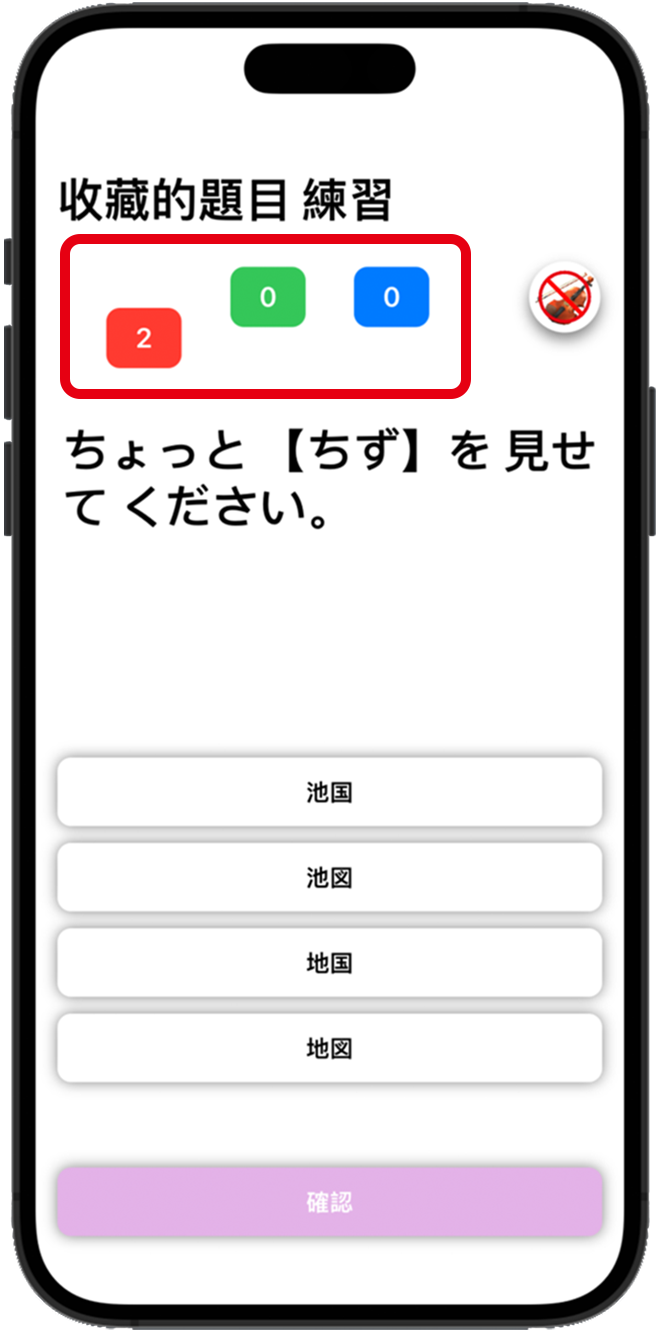 收藏的題目 練習
0 0
2
ちょっと 【ちず】を 見せ
て ください。
池国
池図
地国
地図
確認